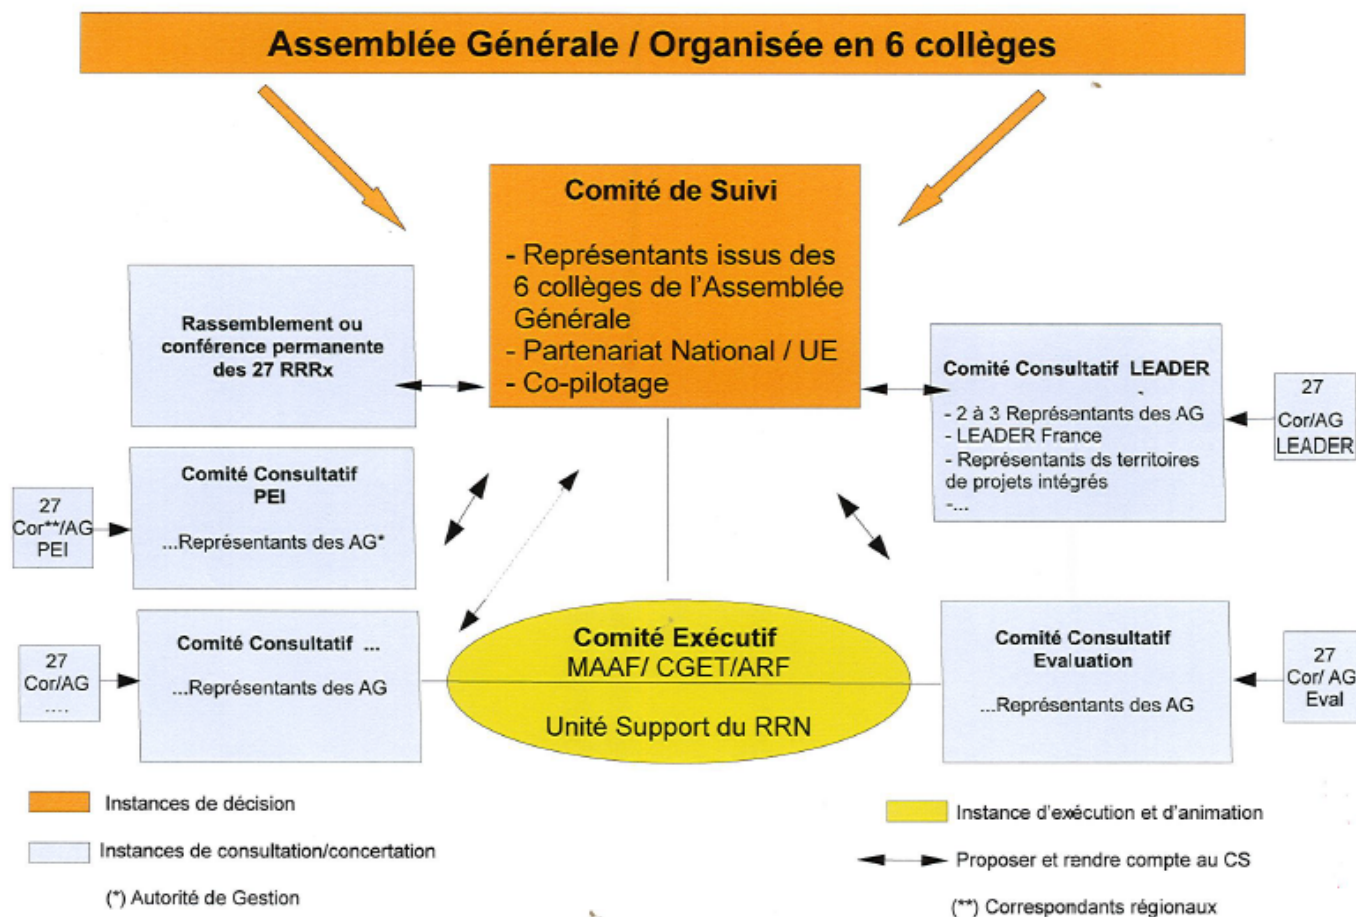 Assemblée Générale / Organisée en 6 collèges
Comité de Suivi
- Représentants issus des
6 collèges de l'Assemblée
Générale
- Partenariat National / UE
- Co-pilotage
Rassemblement ou
conférence permanente
des 27 RRRx
Comité Consultatif LEADER
- 2 à 3 Représentants des AG
- LEADER France
- Représentants ds territoires
de projets intégrés
-...
27
Cor/AG
LEADER
Comité Consultatif
PEI
...Représentants des AG*
27
Cor**/AG
PEI
Comité Consultatif ...
...Représentants des AG
27
Cor/AG
....
Comité Exécutif
MAAF/ CGET/ARF
Unité Support du RRN
Comité Consultatif
Evaluation
...Représentants des AG
27
Cor/ AG
Eval
Instances de décision
Instances de consultation/concertation
(*) Autorité de Gestion
Instance d'exécution et d'animation
Proposer et rendre compte au CS
(**) Correspondants régionaux